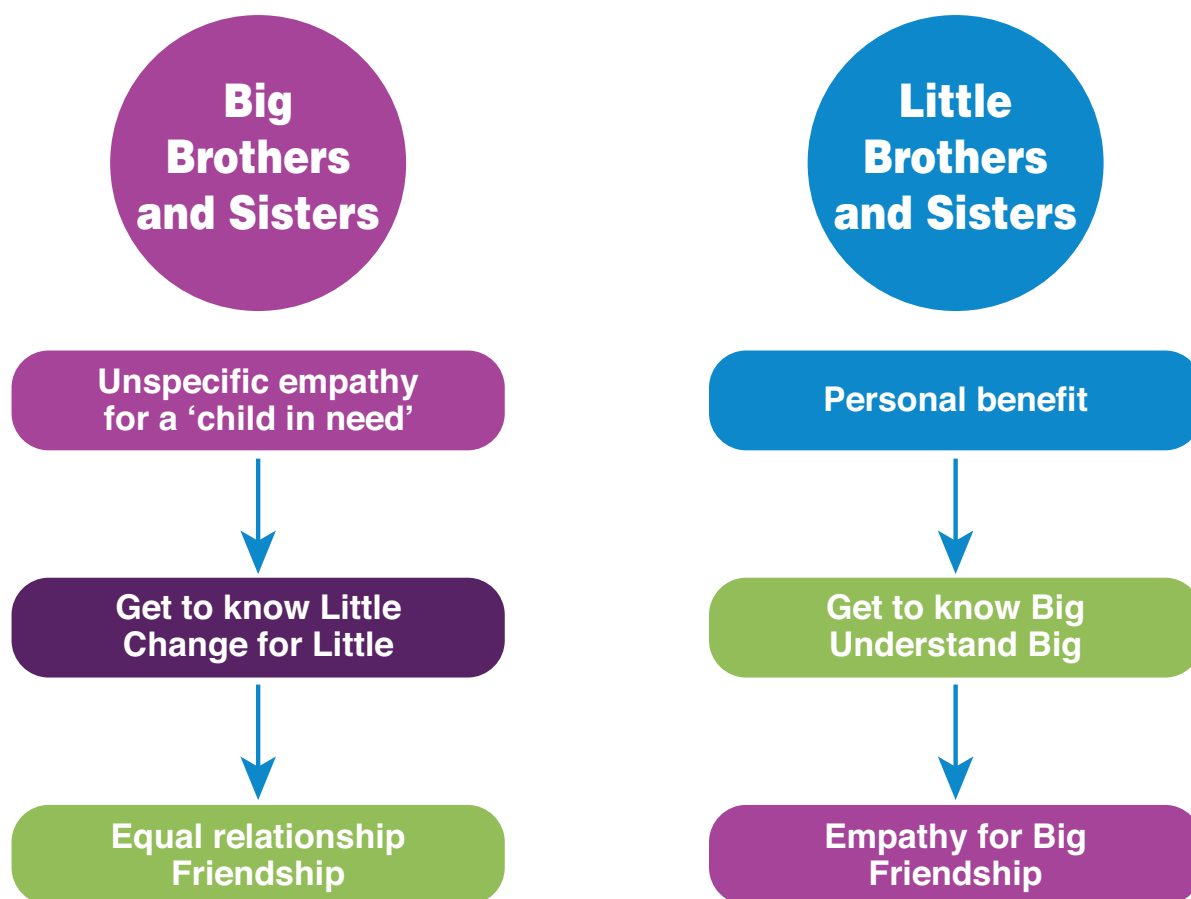 Big
Brothers
and Sisters
Unspecific empathy
for a ‘child in need’
Get to know Little
Change for Little
Equal relationship
Friendship
Little
Brothers
and Sisters
Personal benefit
Get to know Big
Understand Big
Empathy for Big
Friendship